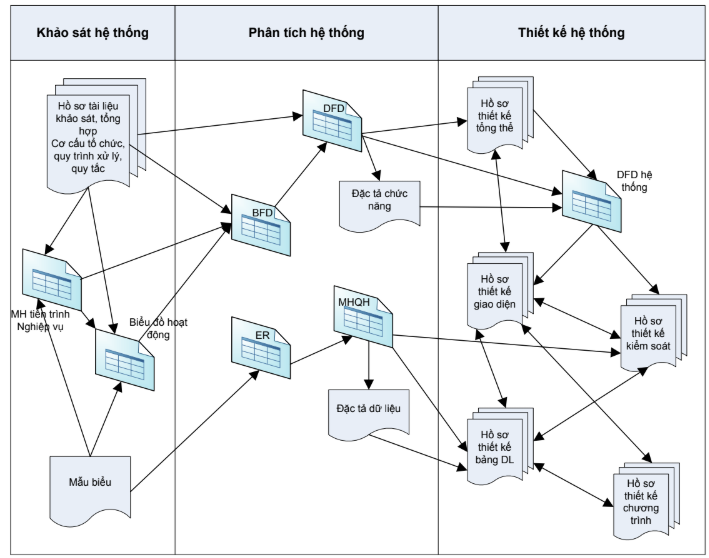 Khảo sát hệ thống
Phân tích hệ thống
Thiết kế hệ thống
Hồ sơ tài liệu
khảo sát, tổng
hợp
Cơ cấu tổ chức,
quy trình xử lý,
quy tắc
MH tiến trình
Nghiệp vụ
Biểu đồ hoạt
động
Mẫu biểu
DFD
BFD
Đặc tả chức
năng
ER
MHQH
Đặc tả dữ liệu
Hồ sơ
thiết kế
tổng thể
DFD hệ
thống
Hồ sơ
thiết kế
giao diện
Hồ sơ
thiết kế
kiểm soát
Hồ sơ
thiết kế
bảng DL
Hồ sơ
thiết kế
chương
trình